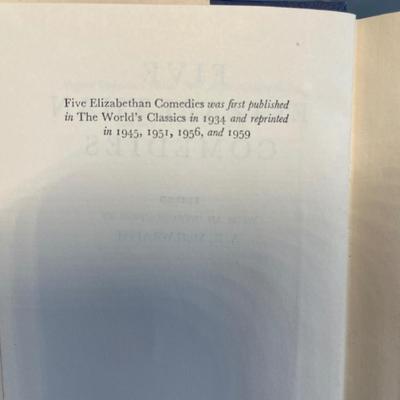 Five Elizabethan Comedies was first published
in The World's Classics in 1934 and reprinted
in 1945, 1951, 1956, and 1959